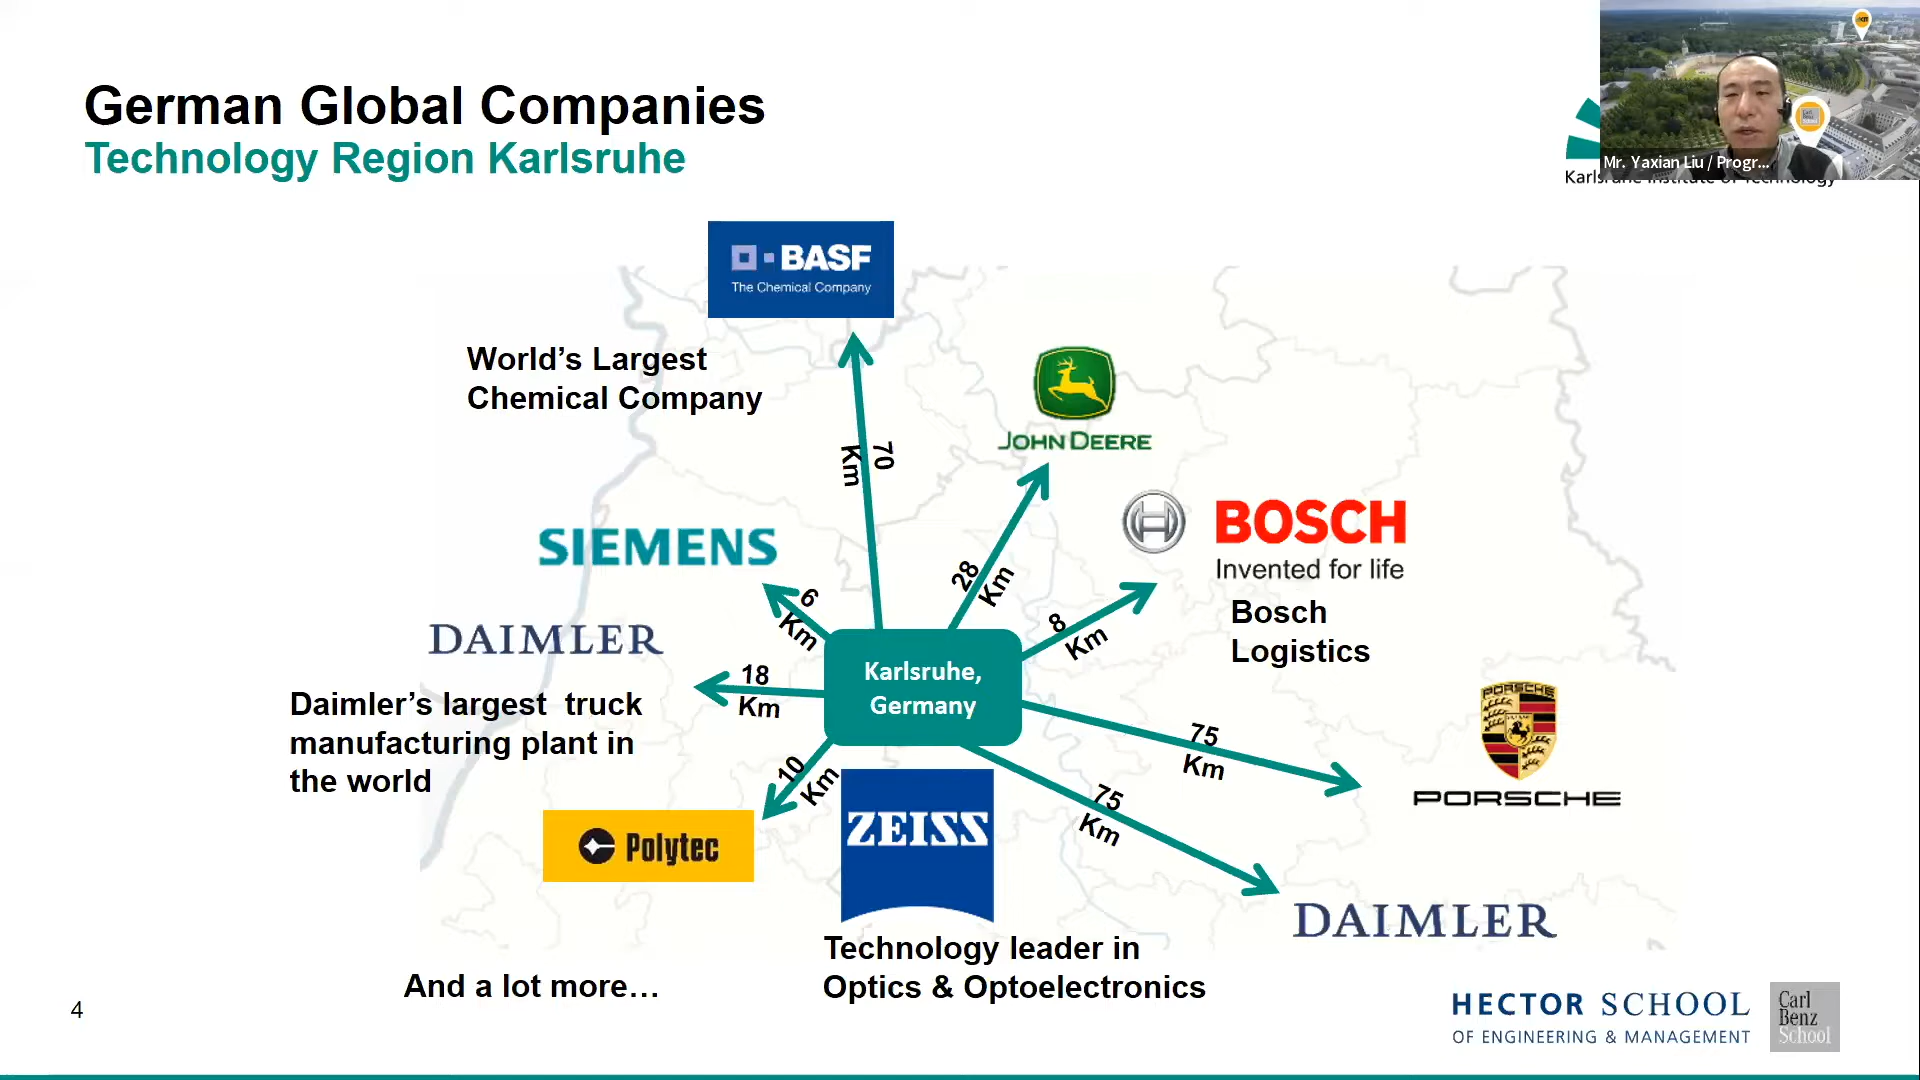 German Global Companies
Technology Region Karlsruhe
Mr. Yaxian Liu / Progr...
Karlsruhe Institute of Technology
BASF
The Chemical Company
World’s Largest
Chemical Company
JOHN DEERE
70
Km
SIEMENS
BOSCH
Invented for life
Bosch
Logistics
28
Km
6
Km
8
Km
DAIMLER
Karlsruhe,
Germany
18
Km
Daimler’s largest truck
manufacturing plant in
the world
PORSCHE
PORSCHE
75
Km
10
Km
75
Km
Polytec
ZEISS
DAIMLER
Technology leader in
Optics & Optoelectronics
And a lot more…
4
HECTOR SCHOOL
OF ENGINEERING & MANAGEMENT
Carl
Benz
School